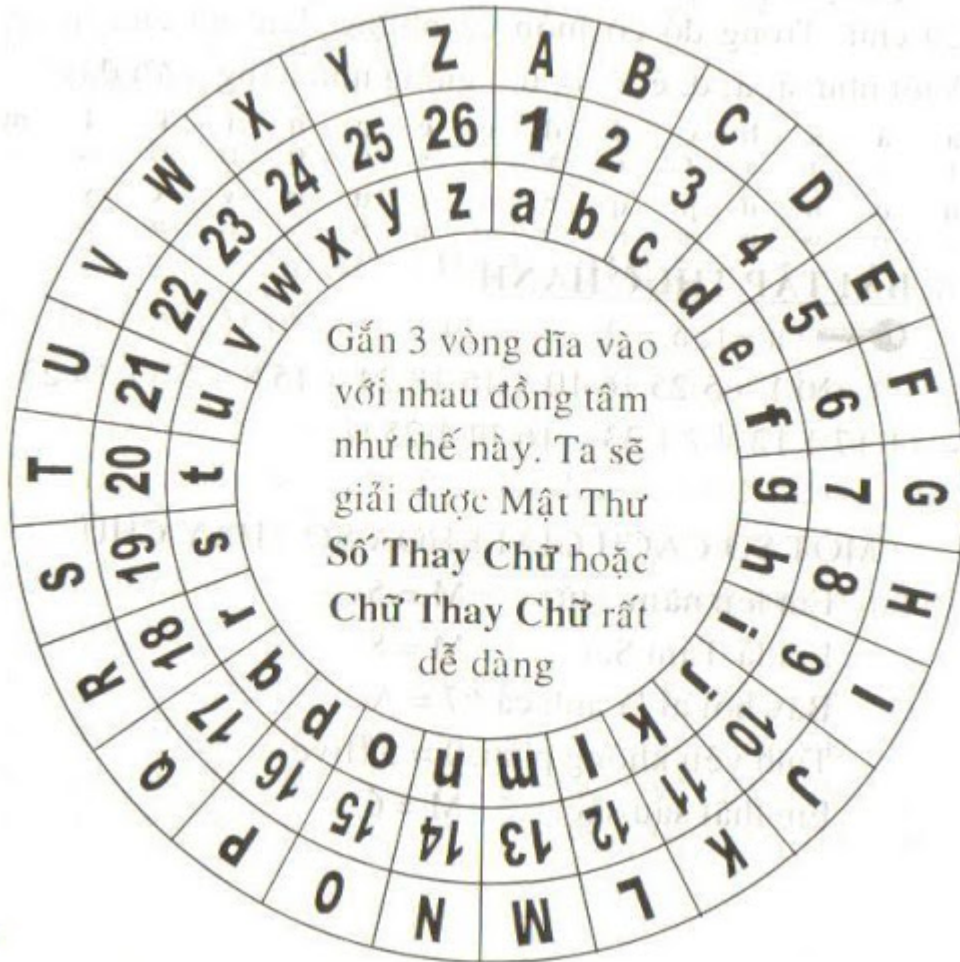 A B C D E F G H I J K L M N O P Q R S T U V W X Y Z
1 2 3 4 5 6 7 8 9 10 11 12 13 14 15 16 17 18 19 20 21 22 23 24 25 26
a b c d e f g h i j k l m n o p q r s t u v w x y z
Gắn 3 vòng đĩa vào
với nhau đồng tâm
như thế này. Ta sẽ
giải được Mật Thư
Số Thay Chữ hoặc
Chữ Thay Chữ rất
dễ dàng